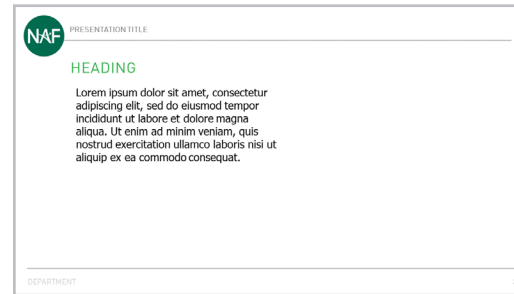 NAF
PRESENTATION TITLE
HEADING
Lorem ipsum dolor sit amet, consectetur
adipiscing elit, sed do eiusmod tempor
incididunt ut labore et dolore magna
aliqua. Ut enim ad minim veniam, quis
nostrud exercitation ullamco laboris nisi ut
aliquip ex ea commodo consequat.
DEPARTMENT